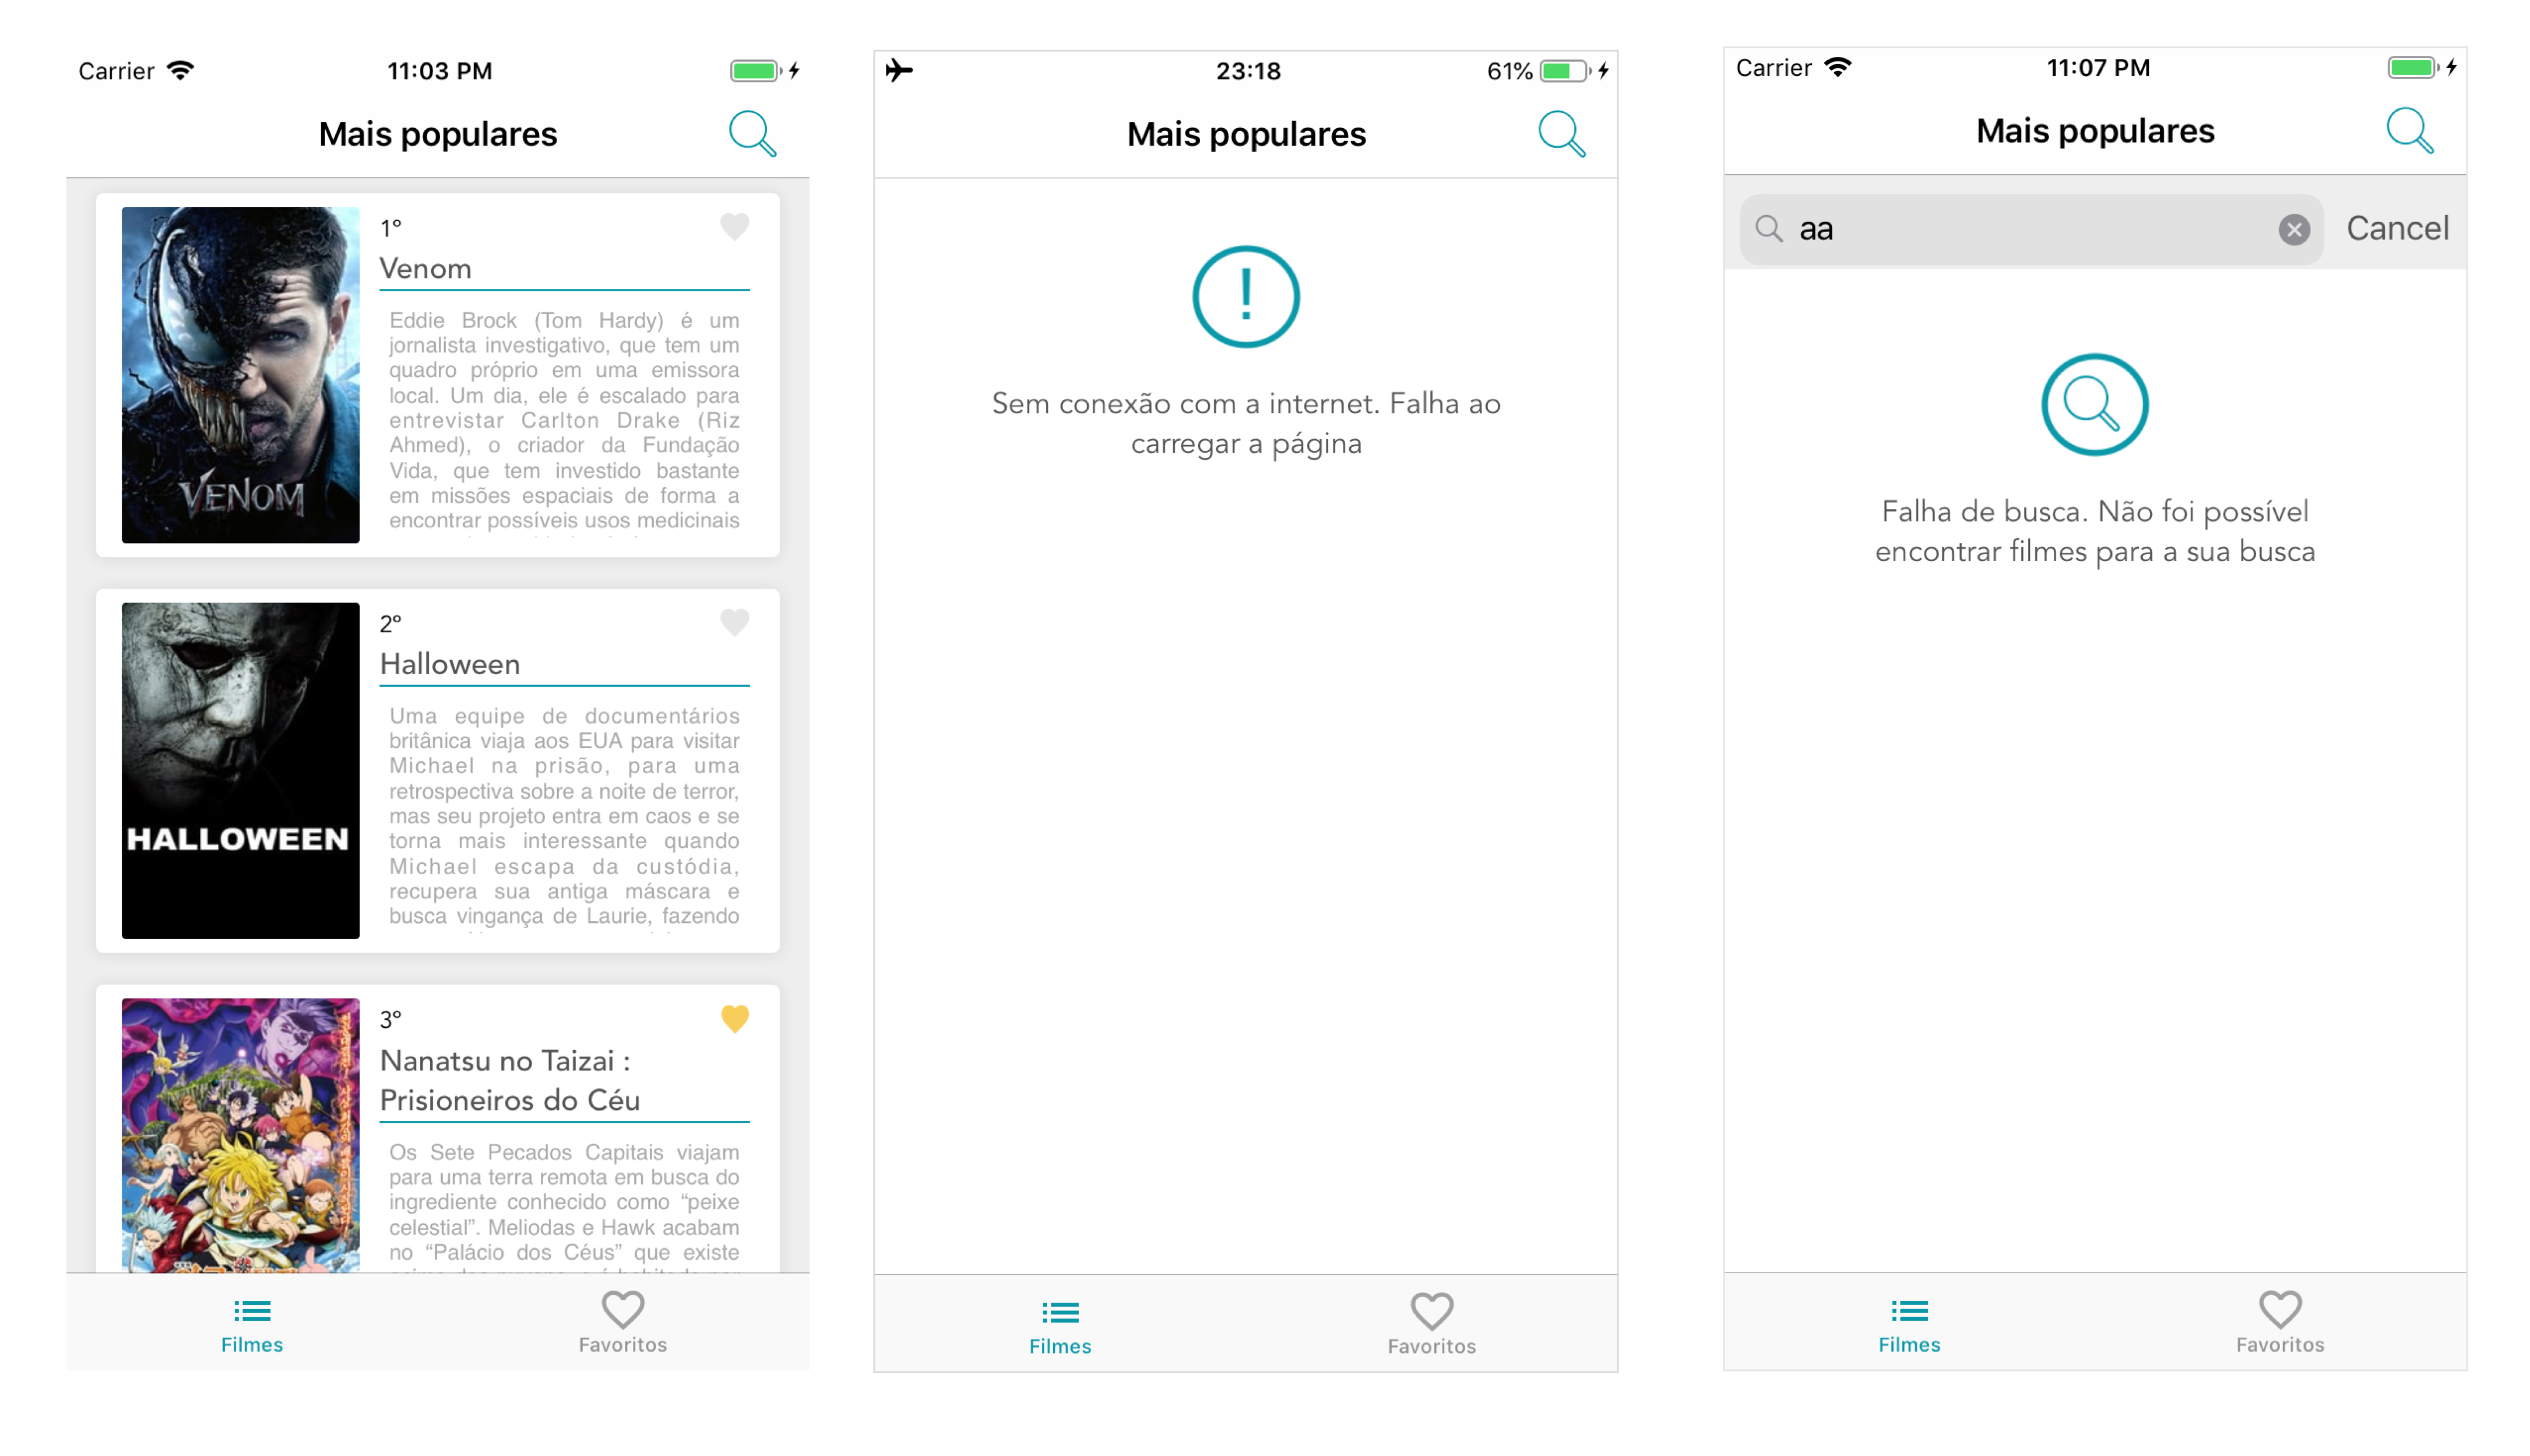 Carrier 11:03 PM
Mais populares
1º
Venom
Eddie Brock (Tom Hardy) é um
jornalista investigativo, que tem um
quadro próprio em uma emissora
local. Um dia, ele é escalado para
entrevistar Carlton Drake (Riz
Ahmed), o criador da Fundação
Vida, que tem investido bastante
em missões espaciais de forma a
encontrar possíveis usos medicinais
VENOM
2º
Halloween
Uma equipe de documentários
britânica viaja aos EUA para visitar
Michael na prisão, para uma
retrospectiva sobre a noite de terror,
mas seu projeto entra em caos e se
torna mais interessante quando
Michael escapa da custódia,
recupera sua antiga máscara e
busca vingança de Laurie, fazendo
HALLOWEEN
3º
Nanatsu no Taizai :
Prisioneiros do Céu
Os Sete Pecados Capitais viajam
para uma terra remota em busca do
ingrediente conhecido como “peixe
celestial”. Meliodas e Hawk acabam
no “Palácio dos Céus” que existe
Filmes
Favoritos
23:18 61%
Mais populares
Sem conexão com a internet. Falha ao
carregar a página
Filmes
Favoritos
Carrier 11:07 PM
Mais populares
aa Cancel
Falha de busca. Não foi possível
encontrar filmes para a sua busca
Filmes
Favoritos